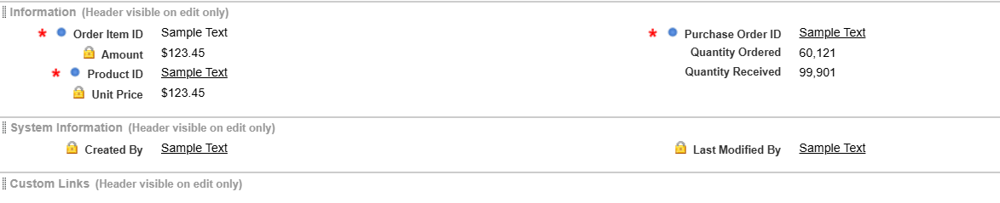 Information (Header visible on edit only)
* Order Item ID Sample Text * Purchase Order ID Sample Text
Amount $123.45 Quantity Ordered 60,121
* Product ID Sample Text Quantity Received 99,901
Unit Price $123.45
System Information (Header visible on edit only)
Created By Sample Text Last Modified By Sample Text
Custom Links (Header visible on edit only)